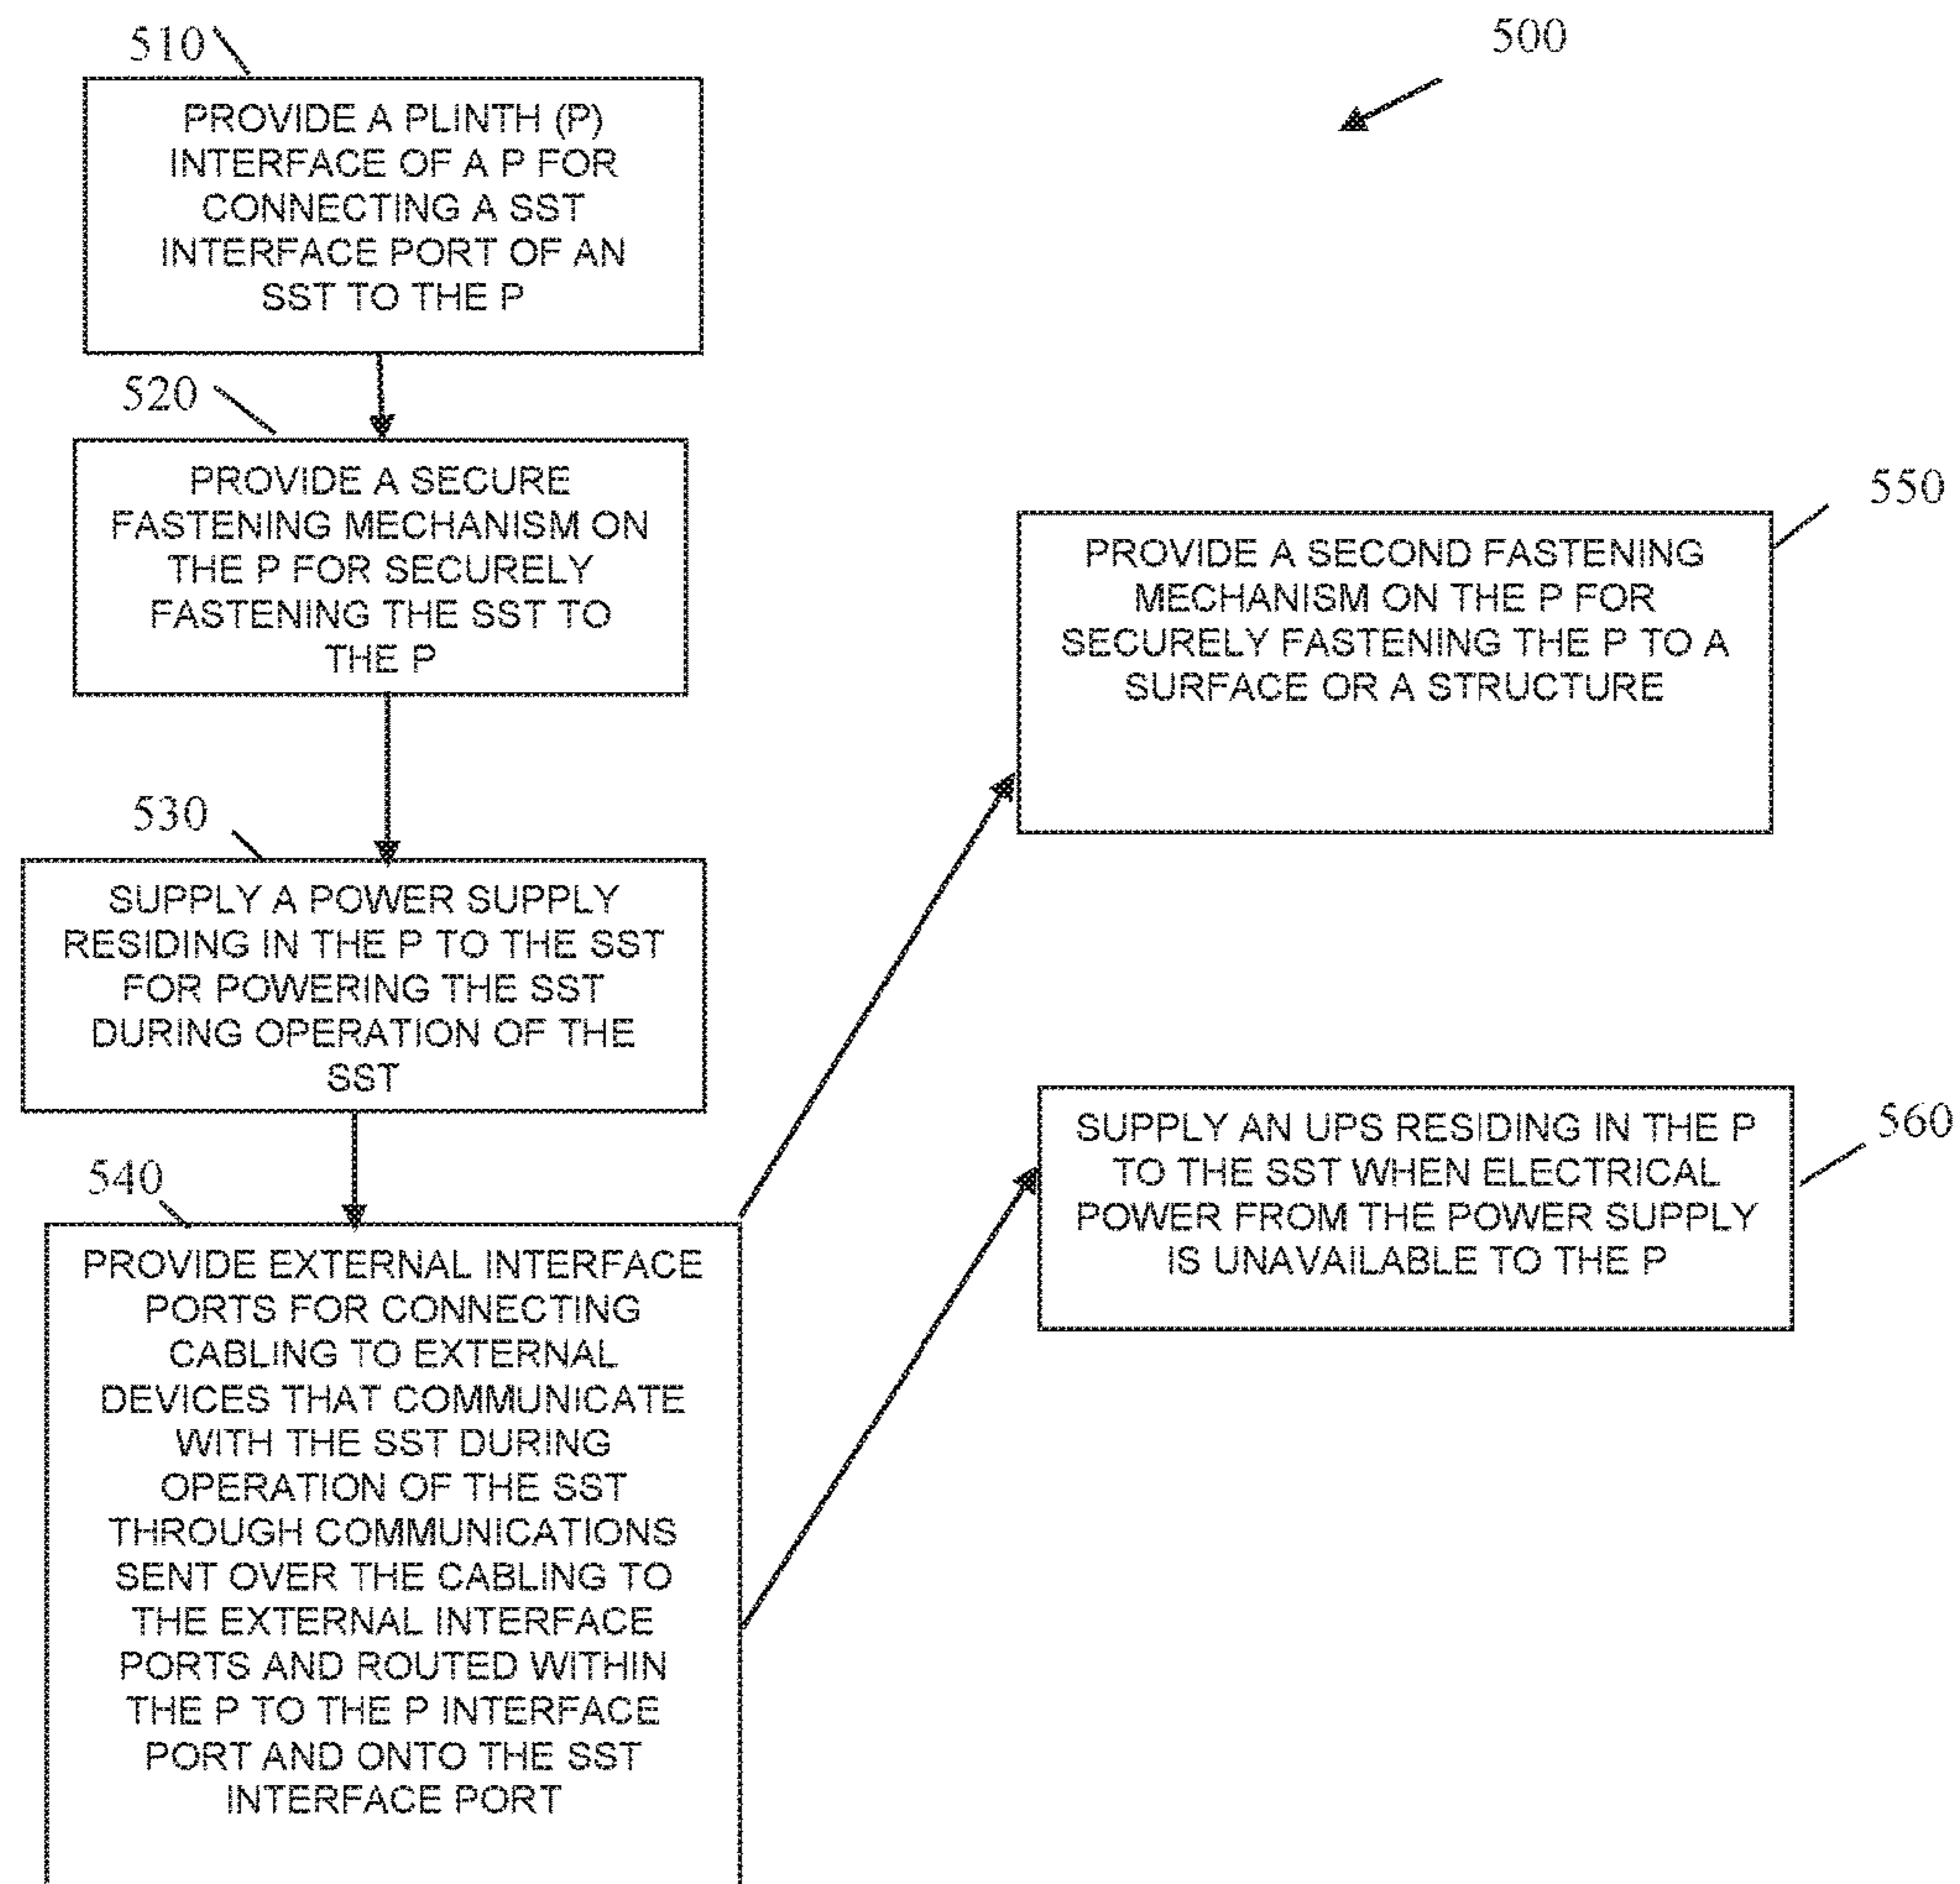 500
510
PROVIDE A PLINTH (P)
INTERFACE OF A P FOR
CONNECTING A SST
INTERFACE PORT OF AN
SST TO THE P
520
PROVIDE A SECURE
FASTENING MECHANISM ON
THE P FOR SECURELY
FASTENING THE SST TO
THE P
530
SUPPLY A POWER SUPPLY
RESIDING IN THE P TO THE SST
FOR POWERING THE SST
DURING OPERATION OF THE
SST
540
PROVIDE EXTERNAL INTERFACE
PORTS FOR CONNECTING
CABLING TO EXTERNAL
DEVICES THAT COMMUNICATE
WITH THE SST DURING
OPERATION OF THE SST
THROUGH COMMUNICATIONS
SENT OVER THE CABLING TO
THE EXTERNAL INTERFACE
PORTS AND ROUTED WITHIN
THE P TO THE P INTERFACE
PORT AND ONTO THE SST
INTERFACE PORT
550
PROVIDE A SECOND FASTENING
MECHANISM ON THE P FOR
SECURELY FASTENING THE P TO A
SURFACE OR A STRUCTURE
560
SUPPLY AN UPS RESIDING IN THE P
TO THE SST WHEN ELECTRICAL
POWER FROM THE POWER SUPPLY
IS UNAVAILABLE TO THE P